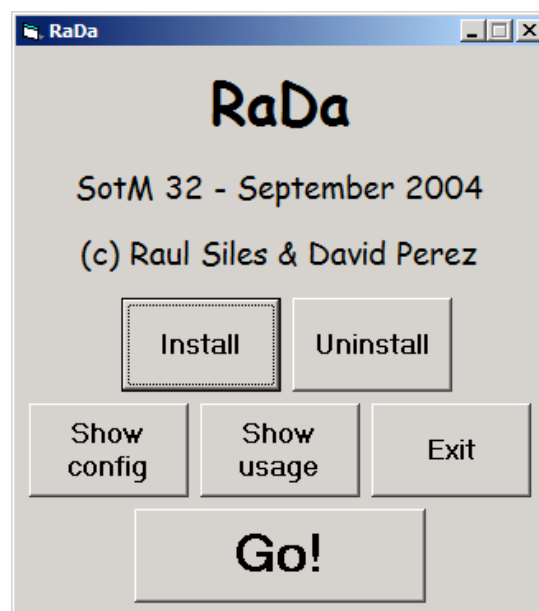 RaDa
RaDa
SotM 32 - September 2004
(c) Raul Siles & David Perez
Install
Uninstall
Show
config
Show
usage
Exit
Go!